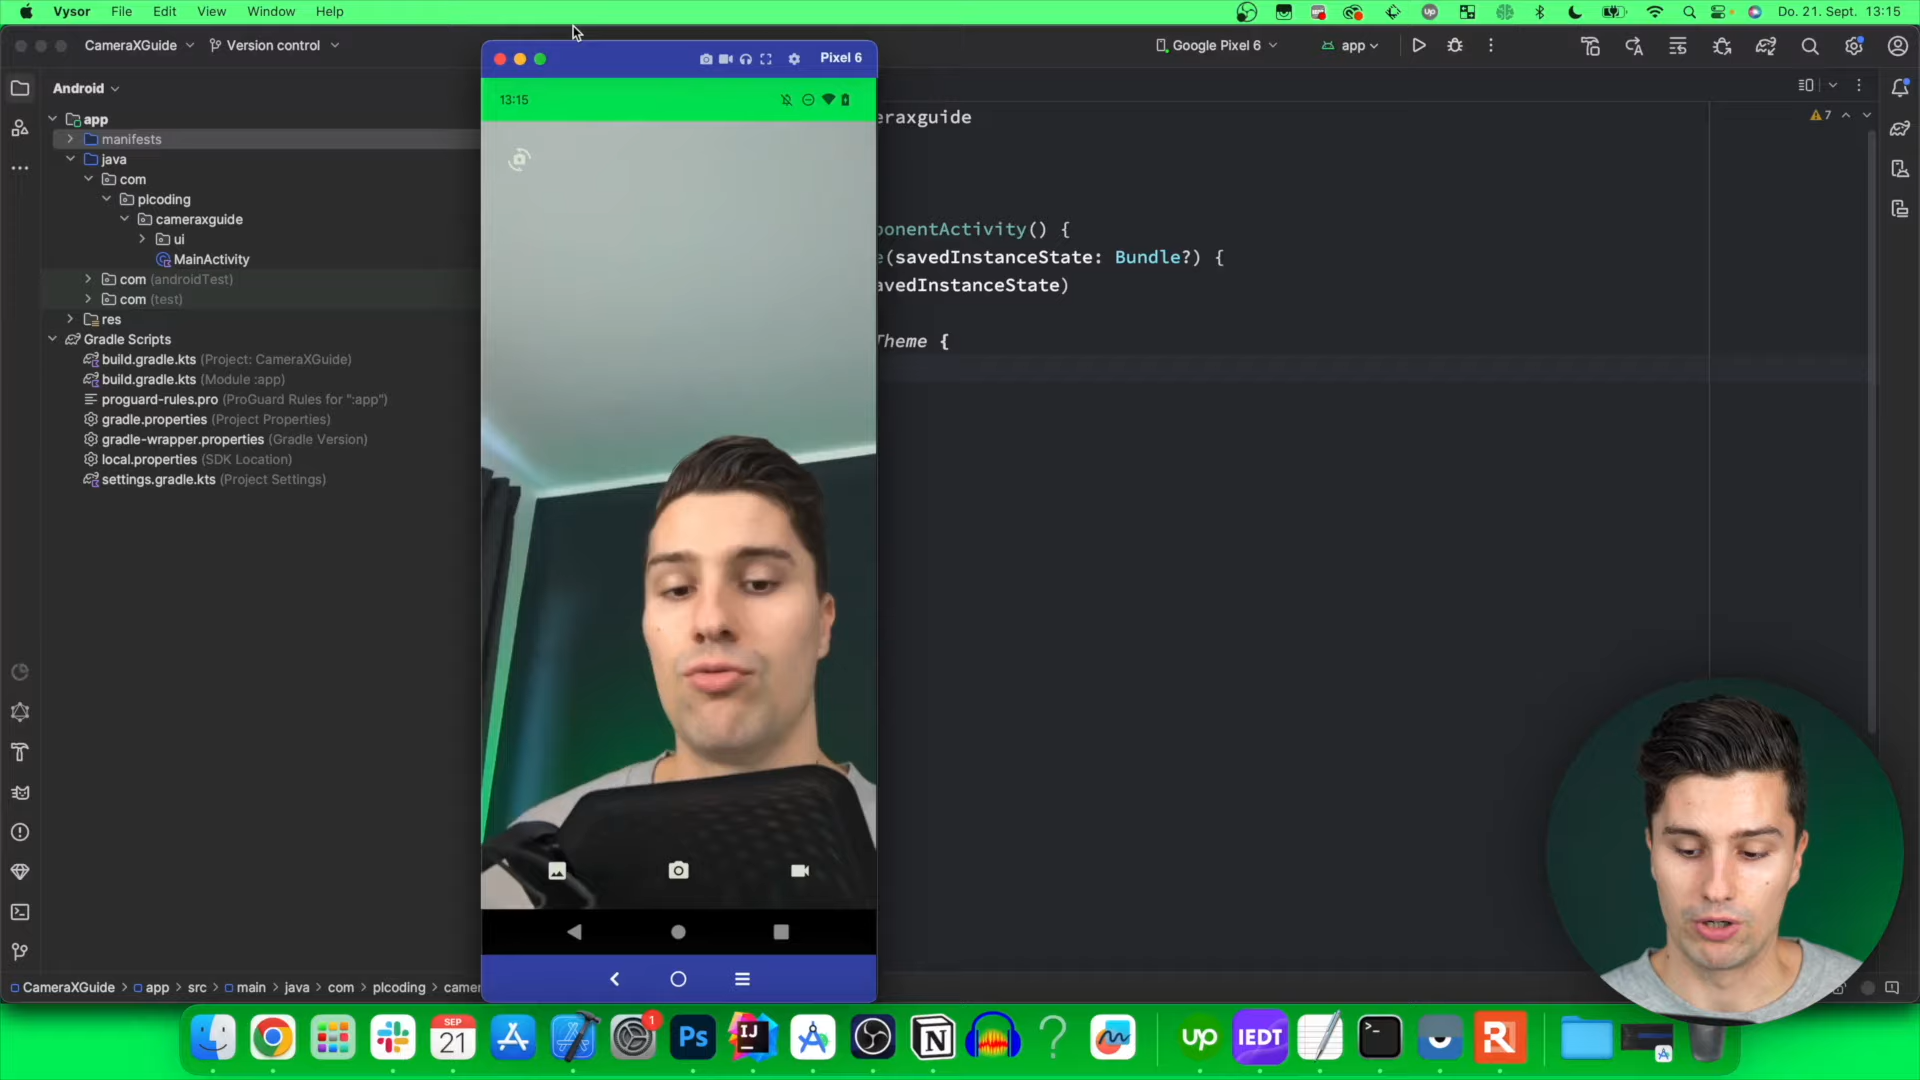 Vysor File Edit View Window Help
Do. 21. Sept. 13:15
CameraXGuide Version control
Google Pixel 6 app
Pixel 6
13:15
Android
app
manifests
java
com
plcoding
cameraxguide
ui
MainActivity
com (androidTest)
com (test)
res
Gradle Scripts
build.gradle.kts (Project: CameraXGuide)
build.gradle.kts (Module :app)
proguard-rules.pro (ProGuard Rules for ":app")
gradle.properties (Project Properties)
gradle-wrapper.properties (Gradle Version)
local.properties (SDK Location)
settings.gradle.kts (Project Settings)
7
eraxguide
ponentActivity() {
e(savedInstanceState: Bundle?) {
avedInstanceState)
Theme {
CameraXGuide app src main java com plcoding camer
SEP
21
1
Ps
IJ
N
?
up
IEDT
R